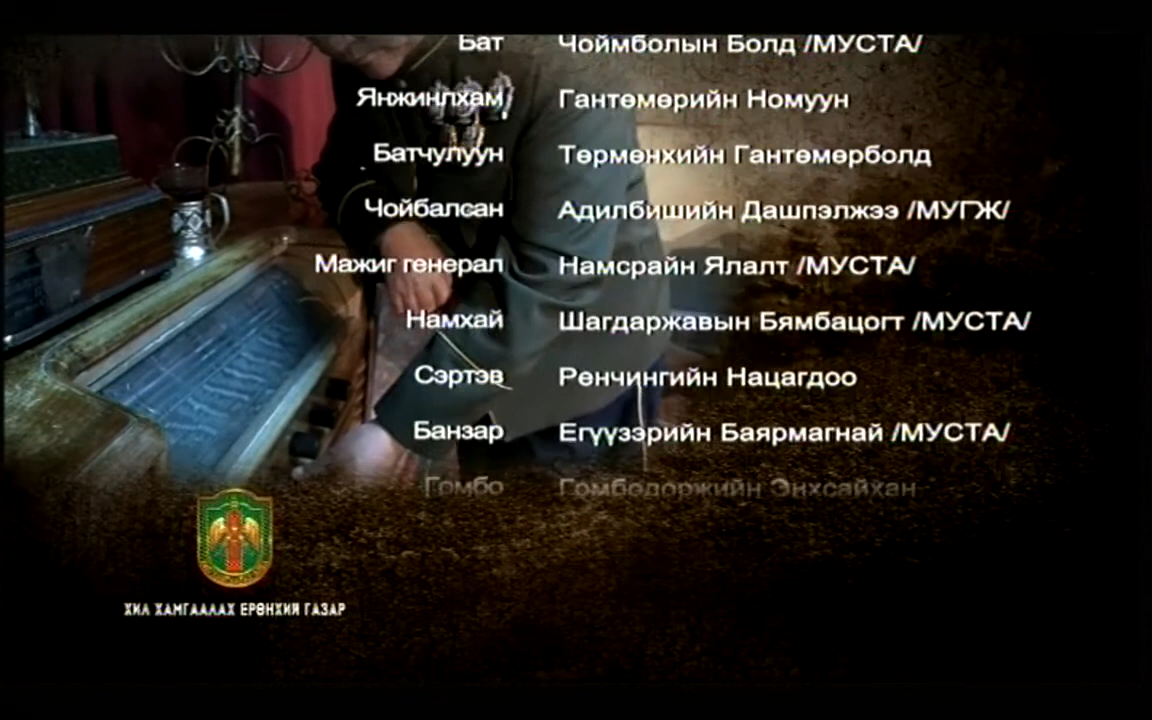 Бат Чоймболын Болд /МУСТА/
Янжинлхам Гантөмөрийн Номуун
Батчулуун Төрмөнхийн Гантөмөрболд
Чойбалсан Адилбишийн Дашпэлжээ /МУГЖ/
Мажиг генерал Намсрайн Ялалт /МУСТА/
Намхай Шагдаржавын Бямбацогт /МУСТА/
Сэртэв Рөнчингийн Нацагдоо
Банзар Егүүзэрийн Баярмагнай /МУСТА/
Гомбо Гомбодоржийн Энхсайхан
ХИЛ ХАМГААЛАХ ЕРӨНХИЙ ГАЗАР